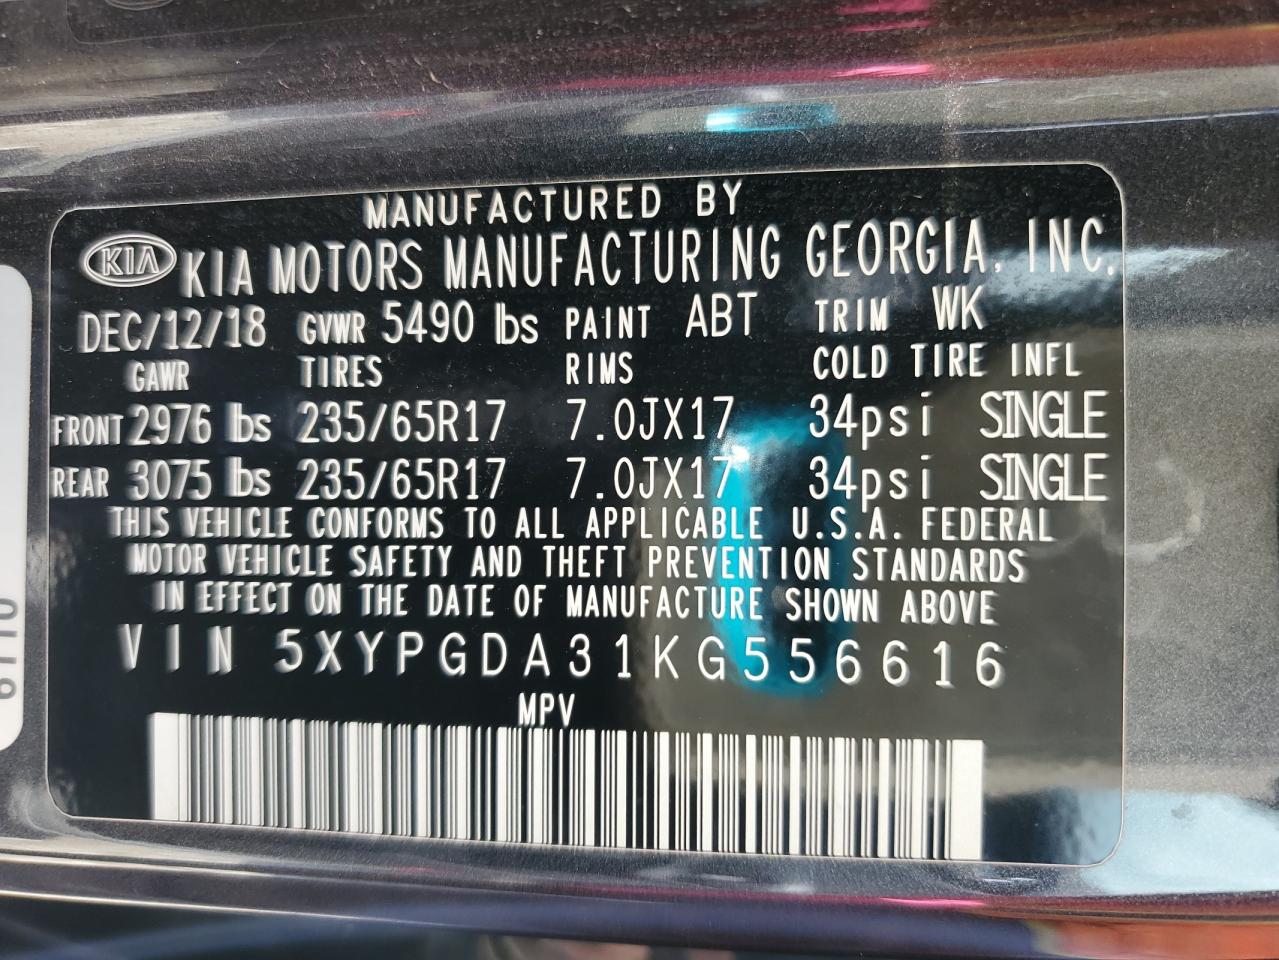 MANUFACTURED BY
KIA KIA MOTORS MANUFACTURING GEORGIA, INC.
DEC/12/18 GVWR 5490 lbs PAINT ABT TRIM WK
GAWR TIRES RIMS COLD TIRE INFL
FRONT 2976 lbs 235/65R17 7.0JX17 34psi SINGLE
REAR 3075 lbs 235/65R17 7.0JX17 34psi SINGLE
THIS VEHICLE CONFORMS TO ALL APPLICABLE U.S.A. FEDERAL
MOTOR VEHICLE SAFETY AND THEFT PREVENTION STANDARDS
IN EFFECT ON THE DATE OF MANUFACTURE SHOWN ABOVE
VIN 5XYPGDA31KG556616
MPV